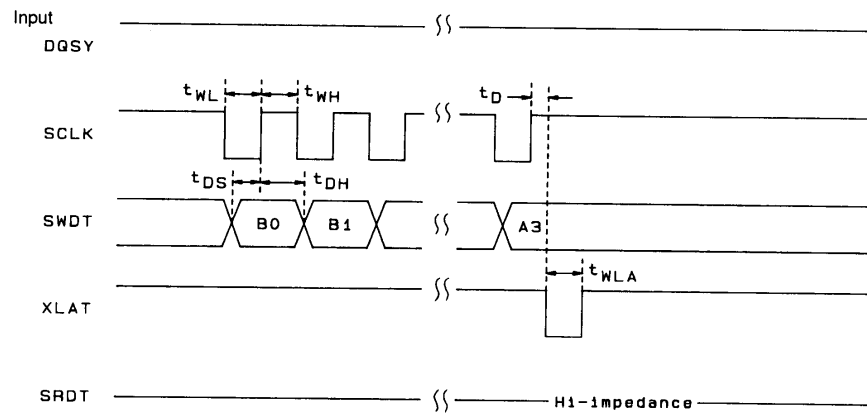 Input
DQSY
tWL tWH tD
SCLK
tDS tDH
SWDT B0 B1 A3
tWLA
XLAT
SRDT Hi-impedance